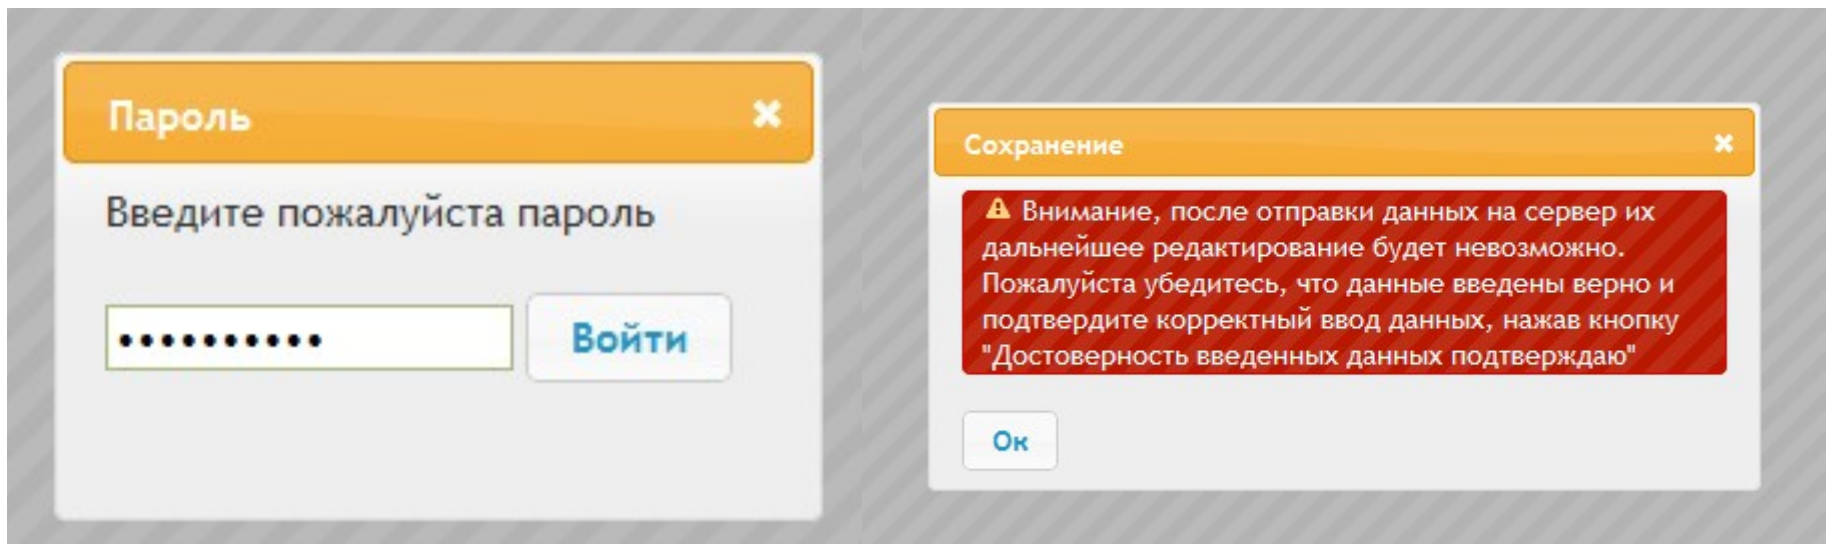 Пароль
Введите пожалуйста пароль
Войти
Сохранение
Внимание, после отправки данных на сервер их
дальнейшее редактирование будет невозможно.
Пожалуйста убедитесь, что данные введены верно и
подтвердите корректный ввод данных, нажав кнопку
"Достоверность введенных данных подтверждаю"
Ок